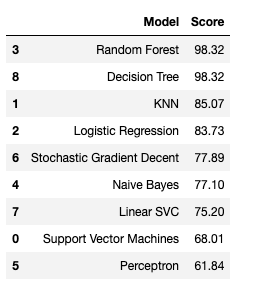 Model Score
3 Random Forest 98.32
8 Decision Tree 98.32
1 KNN 85.07
2 Logistic Regression 83.73
6 Stochastic Gradient Decent 77.89
4 Naive Bayes 77.10
7 Linear SVC 75.20
0 Support Vector Machines 68.01
5 Perceptron 61.84